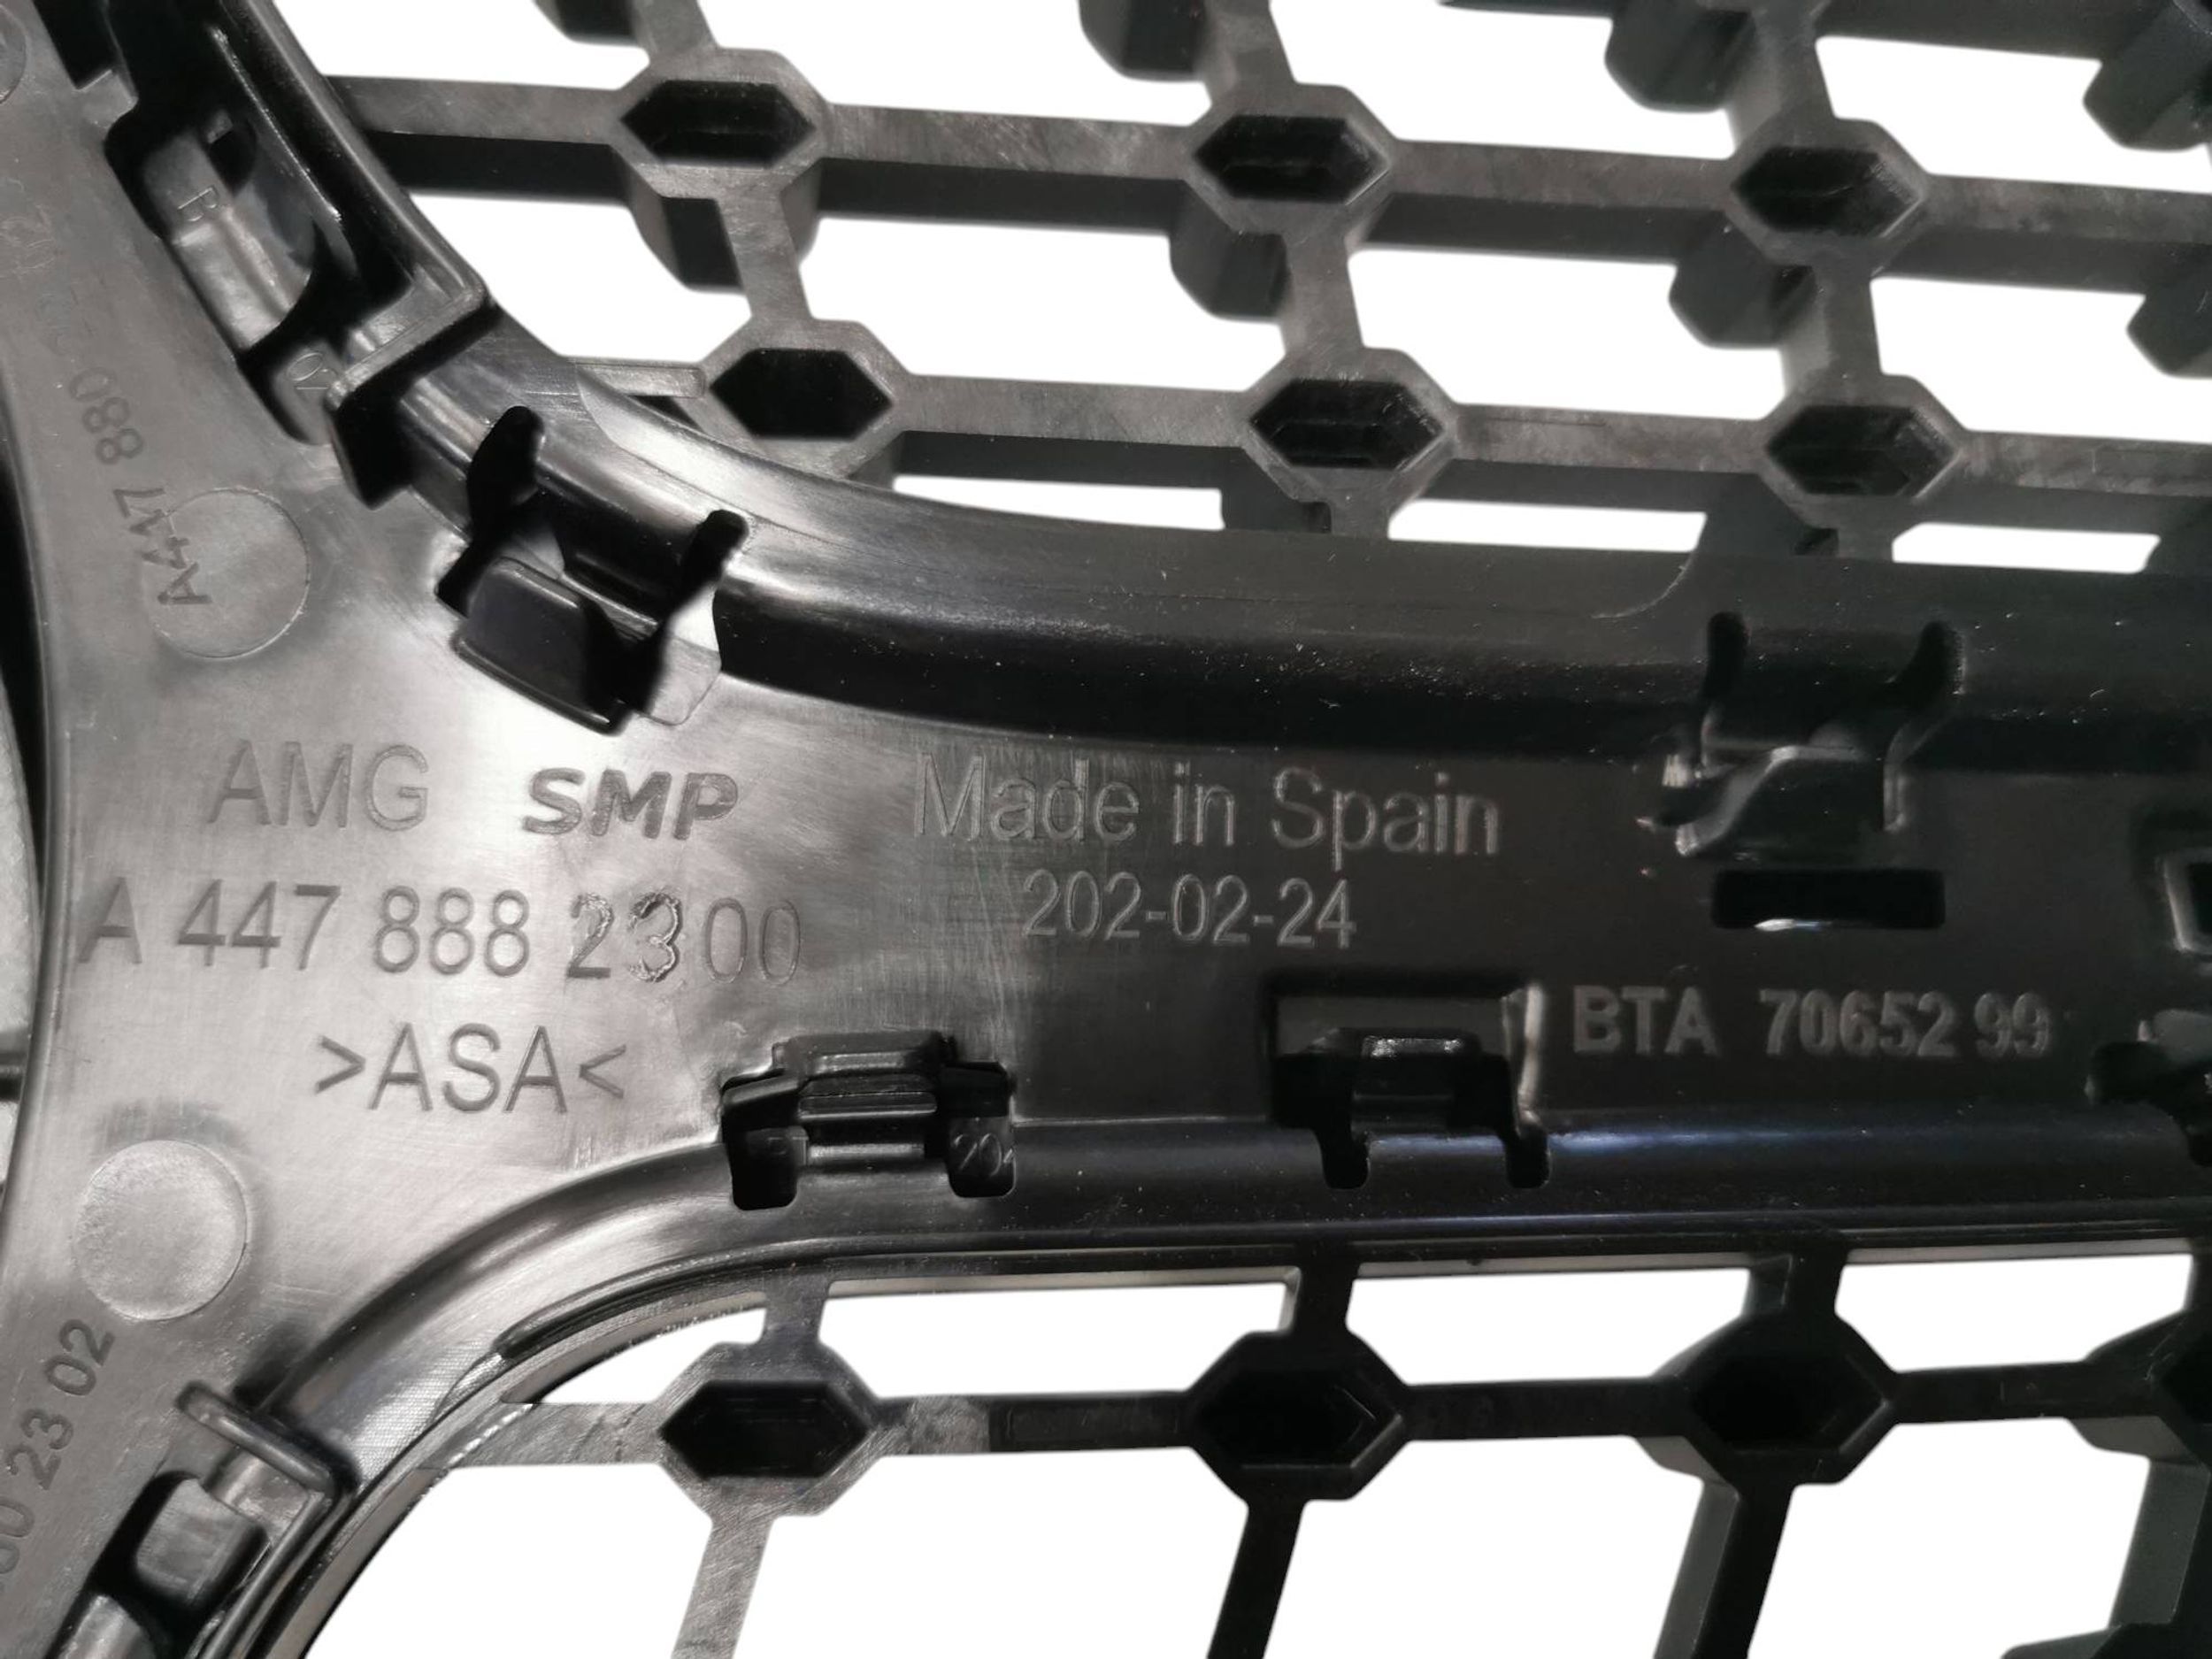 A447 880
AMG SMP
A 447 888 2300
>ASA<
Made in Spain
202-02-24
BTA 70652 99
204
23 02